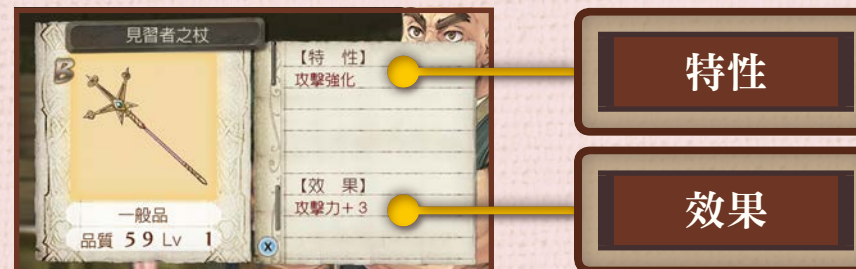 見習者之杖
B
一般品
品質 59 Lv 1
【特 性】
攻擊強化
【效 果】
攻擊力+3
X
特性
效果